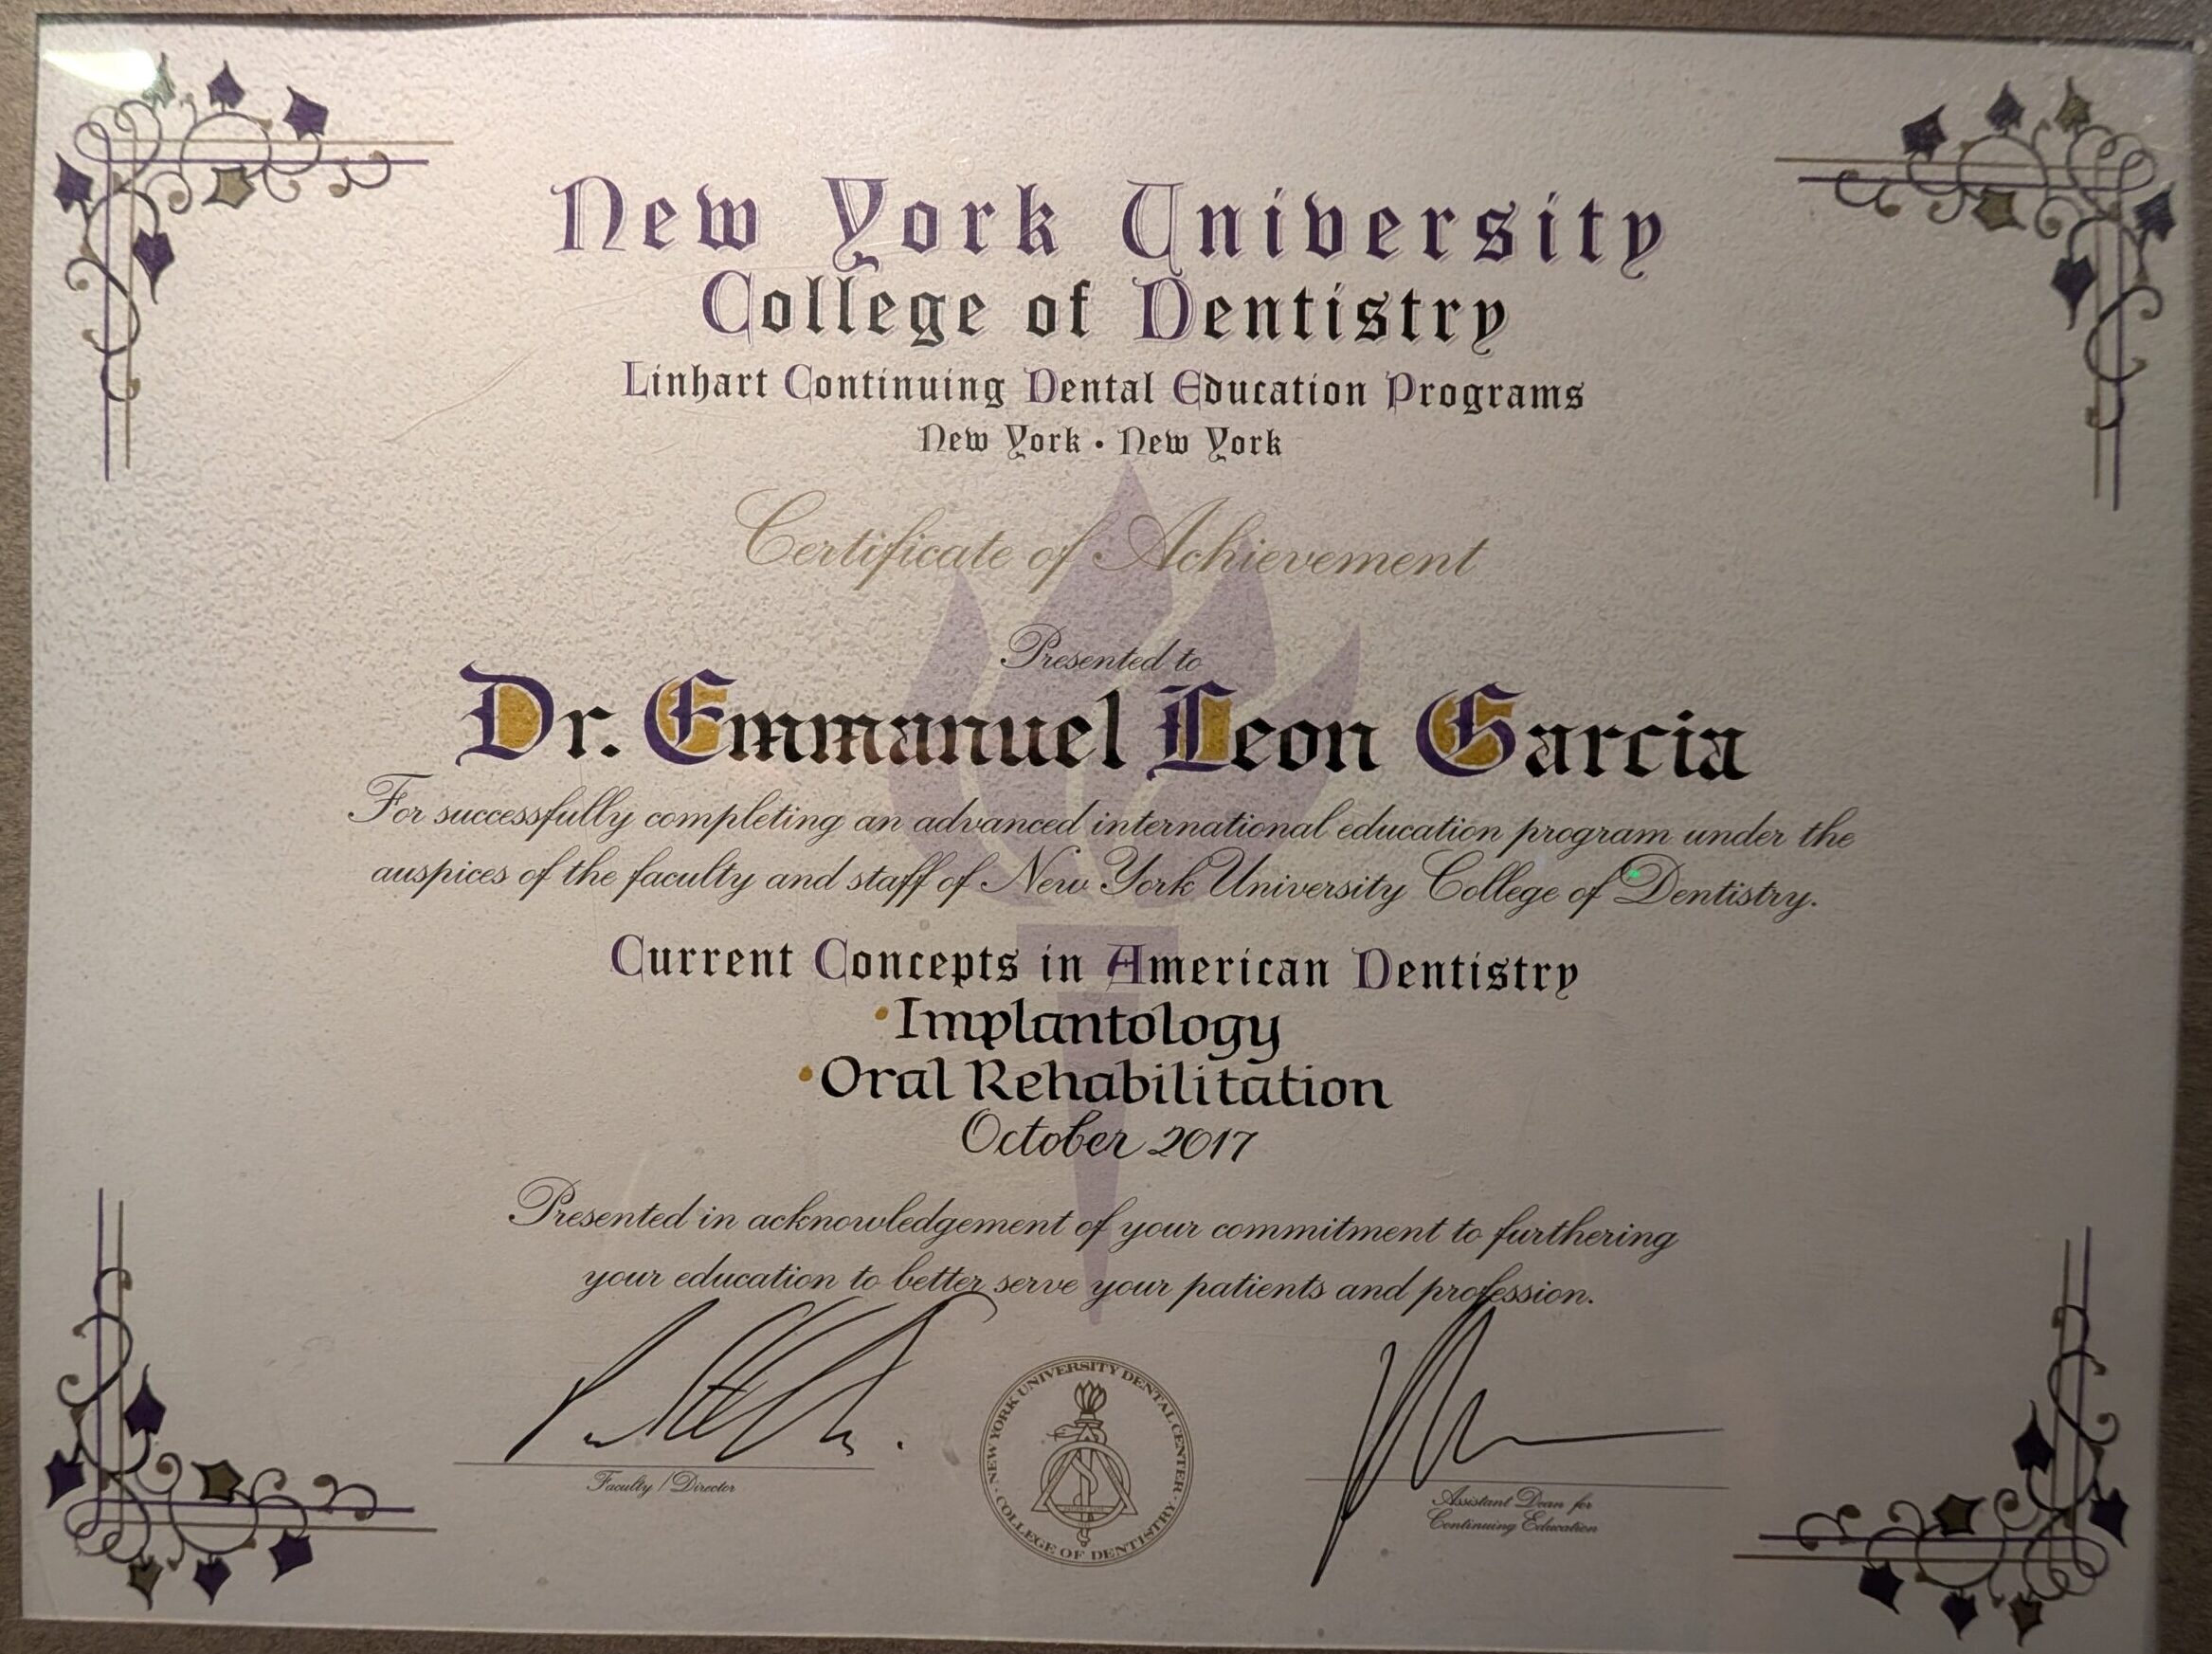 New York University
College of Dentistry
Linhart Continuing Dental Education Programs
New York • New York
Certificate of Achievement
Presented to
Dr. Emmanuel Leon Garcia
For successfully completing an advanced international education program under the
auspices of the faculty and staff of New York University College of Dentistry.
Current Concepts in American Dentistry
•Implantology
•Oral Rehabilitation
October 2017
Presented in acknowledgement of your commitment to furthering
your education to better serve your patients and profession.
Faculty / Director
NEW YORK UNIVERSITY DENTAL CENTER • COLLEGE OF DENTISTRY •
Assistant Dean for
Continuing Education